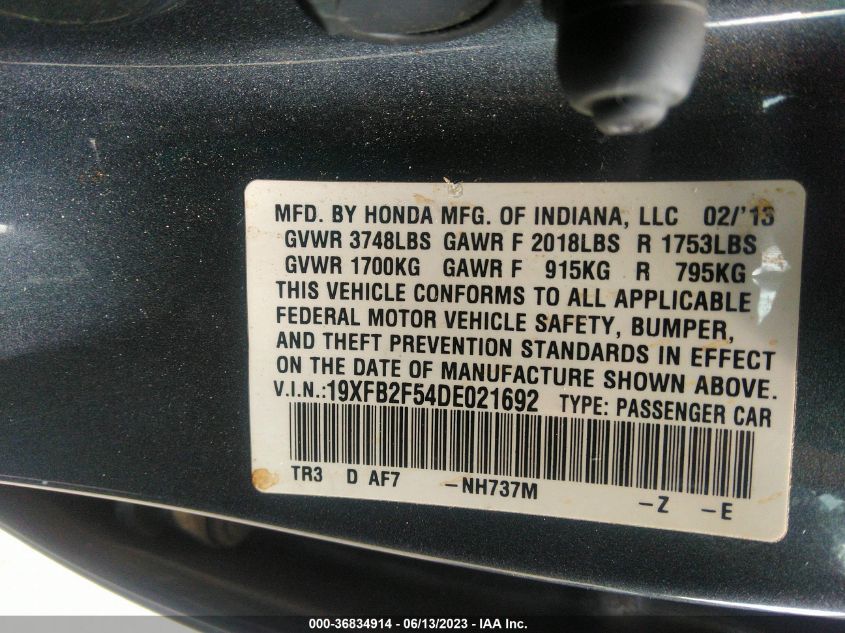 MFD. BY HONDA MFG. OF INDIANA, LLC 02/'13
GVWR 3748LBS GAWR F 2018LBS R 1753LBS
GVWR 1700KG GAWR F 915KG R 795KG
THIS VEHICLE CONFORMS TO ALL APPLICABLE
FEDERAL MOTOR VEHICLE SAFETY, BUMPER,
AND THEFT PREVENTION STANDARDS IN EFFECT
ON THE DATE OF MANUFACTURE SHOWN ABOVE.
V.I.N.:19XFB2F54DE021692 TYPE: PASSENGER CAR
TR3 D AF7 -NH737M -Z -E
000-36834914 - 06/13/2023 - IAA Inc.